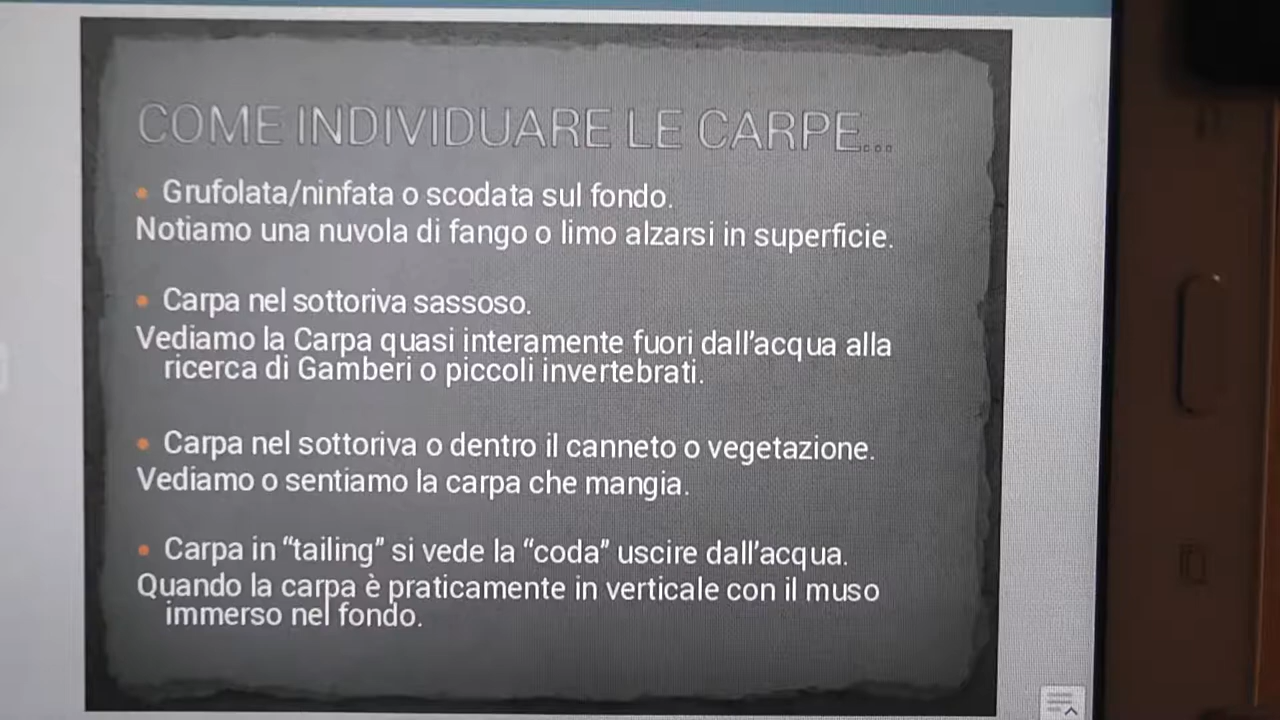 COME INDIVIDUARE LE CARPE...
• Grufolata/ninfata o scodata sul fondo.
Notiamo una nuvola di fango o limo alzarsi in superficie.
• Carpa nel sottoriva sassoso.
Vediamo la Carpa quasi interamente fuori dall'acqua alla
ricerca di Gamberi o piccoli invertebrati.
• Carpa nel sottoriva o dentro il canneto o vegetazione.
Vediamo o sentiamo la carpa che mangia.
• Carpa in “tailing” si vede la “coda” uscire dall'acqua.
Quando la carpa è praticamente in verticale con il muso
immerso nel fondo.